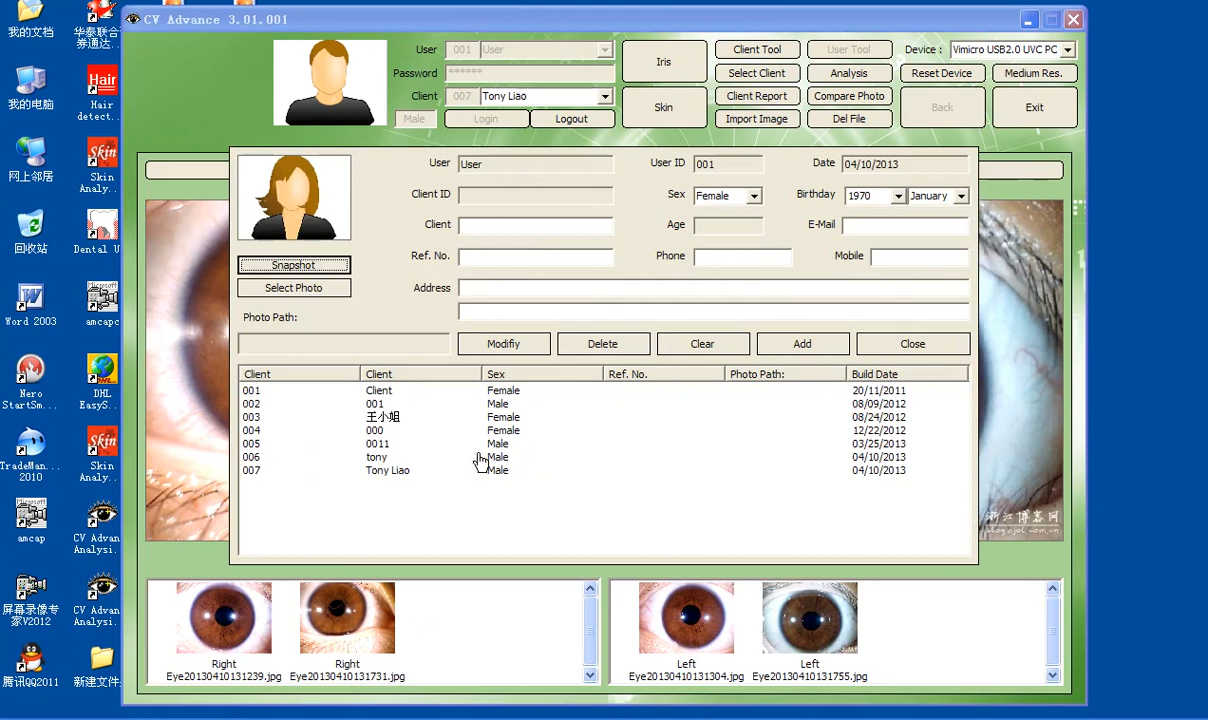 CV Advance 3.01.001
我的文档
华泰联合
券通达...
我的电脑
Hair
Hair
detect...
网上邻居
Skin
Skin
Analy...
回收站
Dental U
Word 2003
amcapc
Nero
StartSm...
DHL
EasyS...
TradeMan...
2010
Skin
Skin
Analy...
Microsoft
amcap
CV Advan
Analysi...
屏幕录像专
家V2012
CV Advan
Analysi...
腾讯QQ2011
新建文件
User 001 User
Password ******
Client 007 Tony Liao
Male Login Logout
Iris
Skin
Client Tool User Tool Device : Vimicro USB2.0 UVC PC
Select Client Analysis Reset Device Medium Res.
Client Report Compare Photo Back Exit
Import Image Del File
User User User ID 001 Date 04/10/2013
Client ID Sex Female Birthday 1970 January
Client Age E-Mail
Ref. No. Phone Mobile
Snapshot
Select Photo Address
Photo Path:
Modifiy Delete Clear Add Close
Client Client Sex Ref. No. Photo Path: Build Date
001 Client Female 20/11/2011
002 001 Male 08/09/2012
003 王小姐 Female 08/24/2012
004 000 Female 12/22/2012
005 0011 Male 03/25/2013
006 tony Male 04/10/2013
007 Tony Liao Male 04/10/2013
浙江博客网
blog.zjol.com.cn
Right Right Left Left
Eye20130410131239.jpg Eye20130410131731.jpg Eye20130410131304.jpg Eye20130410131755.jpg